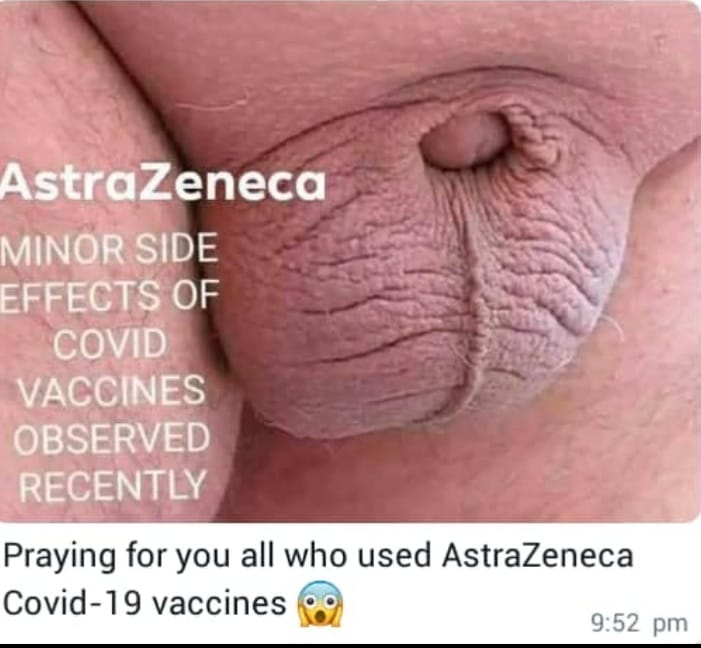 AstraZeneca
MINOR SIDE
EFFECTS OF
COVID
VACCINES
OBSERVED
RECENTLY
Praying for you all who used AstraZeneca
Covid-19 vaccines 😱
9:52 pm